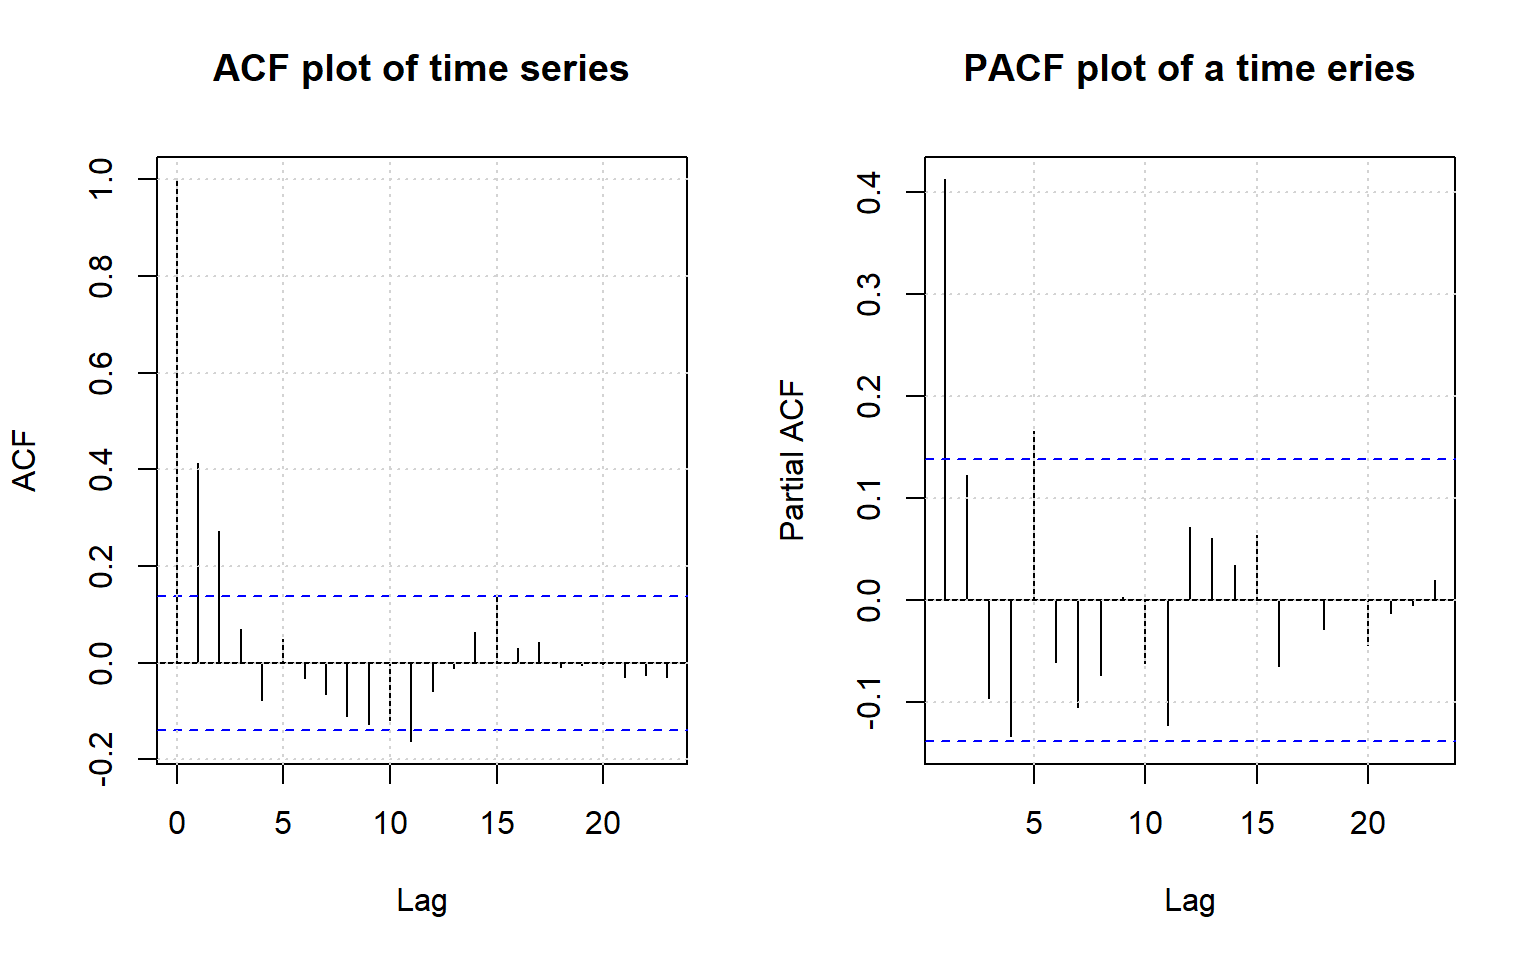 ACF plot of time series
ACF
1.0
0.8
0.6
0.4
0.2
0.0
-0.2
0 5 10 15 20
Lag
PACF plot of a time eries
Partial ACF
0.4
0.3
0.2
0.1
0.0
-0.1
5 10 15 20
Lag